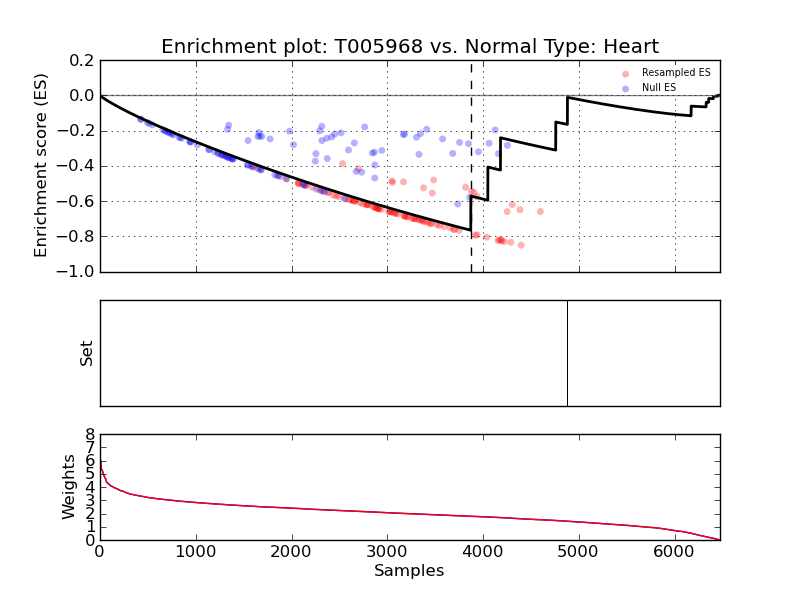 Enrichment plot: T005968 vs. Normal Type: Heart
0.2
0.0
−0.2
−0.4
−0.6
−0.8
−1.0
Enrichment score (ES)
Resampled ES
Null ES
Set
8
7
6
5
4
3
2
1
0
Weights
0 1000 2000 3000 4000 5000 6000
Samples